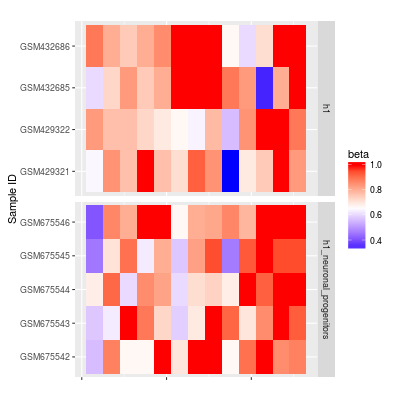 GSM432686
GSM432685
GSM429322
GSM429321
h1
GSM675546
GSM675545
GSM675544
GSM675543
GSM675542
h1_neuronal_progenitors
Sample ID
beta
1.0
0.8
0.6
0.4